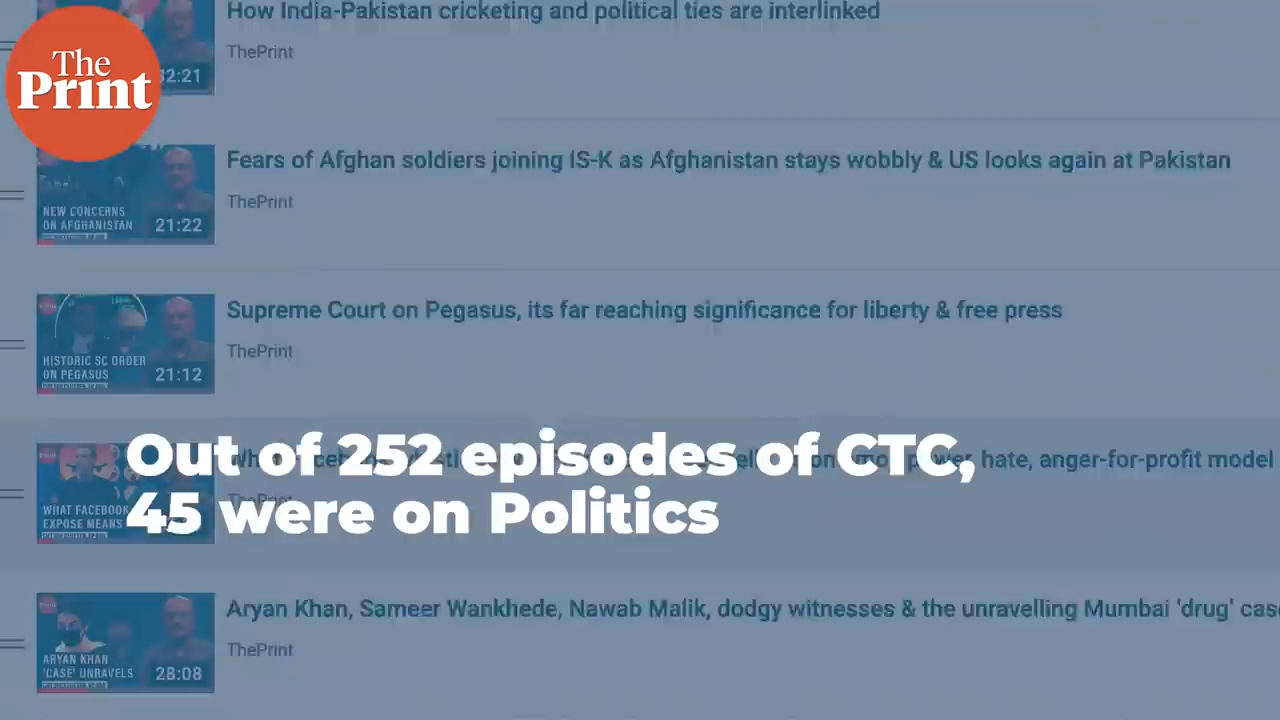 The
Print
How India-Pakistan cricketing and political ties are interlinked
ThePrint
32:21
Fears of Afghan soldiers joining IS-K as Afghanistan stays wobbly & US looks again at Pakistan
ThePrint
NEW CONCERNS
ON AFGHANISTAN
21:22
Supreme Court on Pegasus, its far reaching significance for liberty & free press
ThePrint
HISTORIC SC ORDER
ON PEGASUS
21:12
Out of 252 episodes of CTC,
45 were on Politics
hate, anger-for-profit model
ThePrint
WHAT FACEBOOK
EXPOSE MEANS
Aryan Khan, Sameer Wankhede, Nawab Malik, dodgy witnesses & the unravelling Mumbai 'drug' case
ThePrint
ARYAN KHAN
'CASE' UNRAVELS
28:08